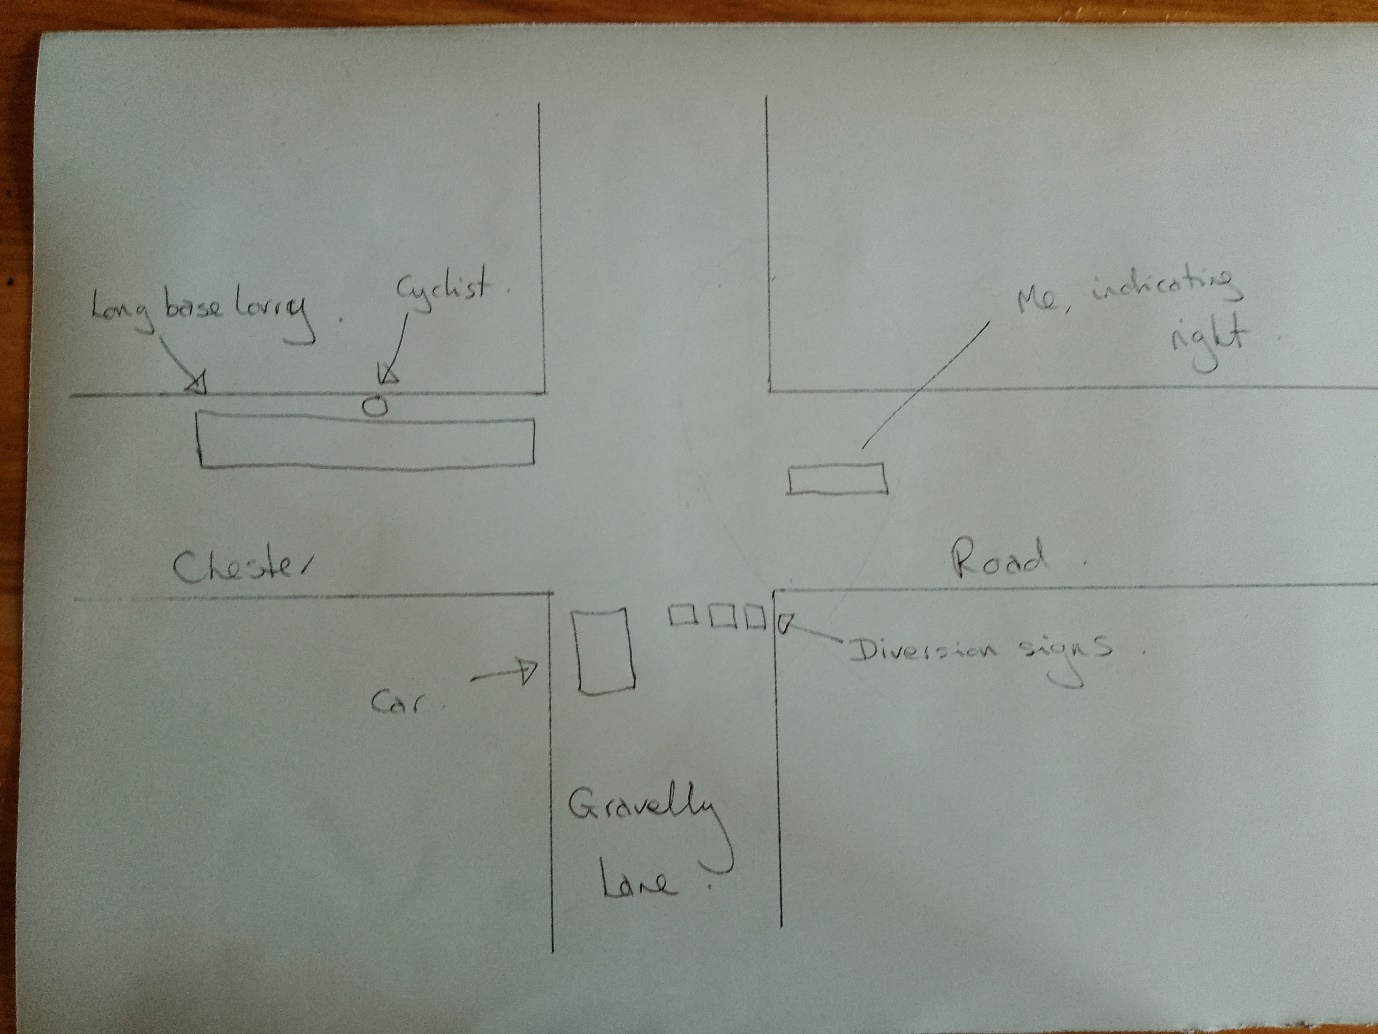 Me, indicating
right.
Cyclist.
Long base lorry.
Chester Road.
Diversion signs.
Car.
Gravelly
Lane.